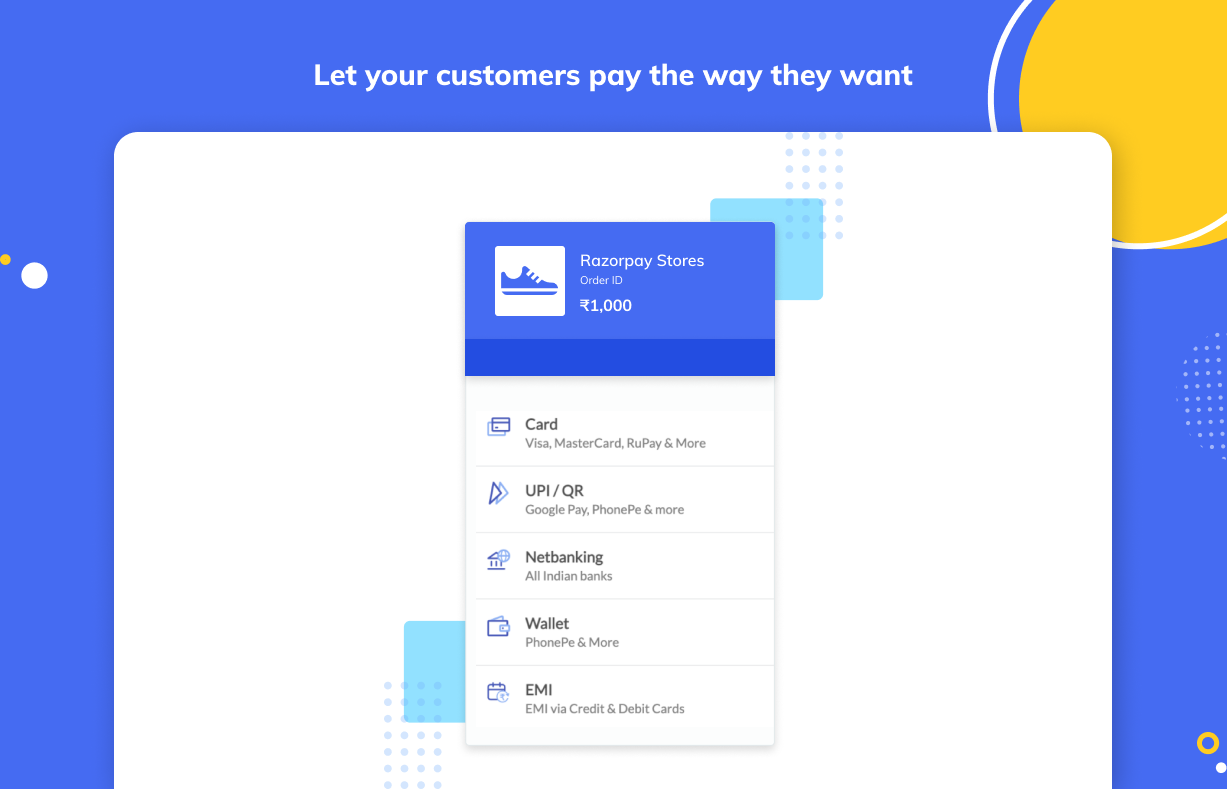 Let your customers pay the way they want
Razorpay Stores
Order ID
₹1,000
Card
Visa, MasterCard, RuPay & More
UPI / QR
Google Pay, PhonePe & more
Netbanking
All Indian banks
Wallet
PhonePe & More
EMI
EMI via Credit & Debit Cards